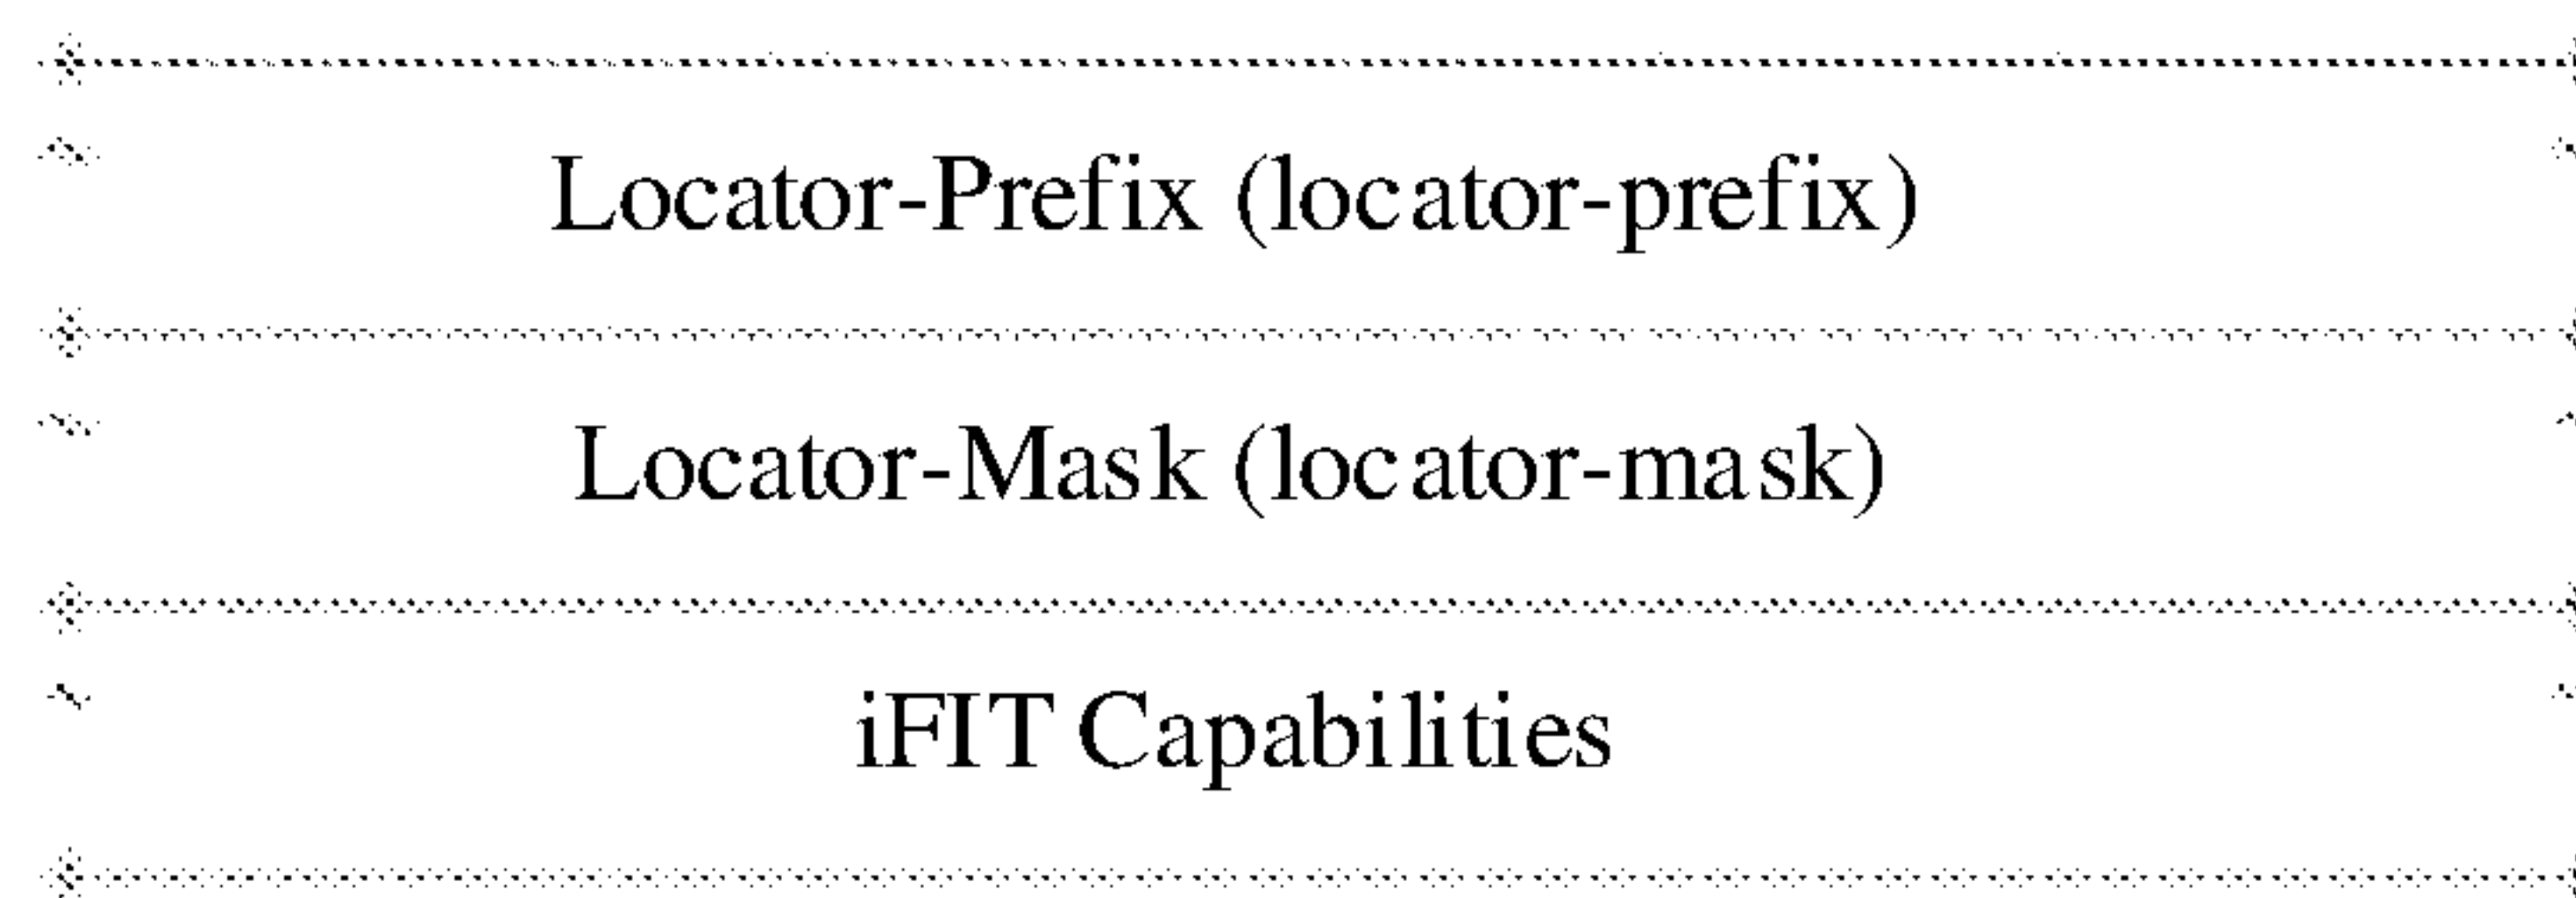 Locator-Prefix (locator-prefix)
Locator-Mask (locator-mask)
iFIT Capabilities